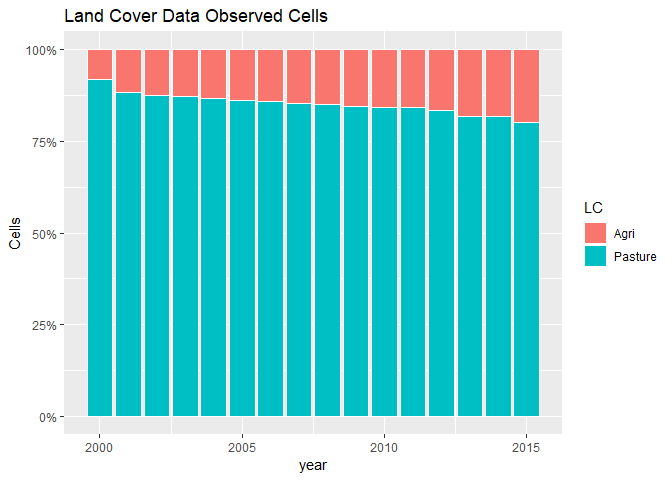 Land Cover Data Observed Cells
100%
75%
50%
25%
0%
Cells
2000
2005
2010
2015
year
LC
Agri
Pasture